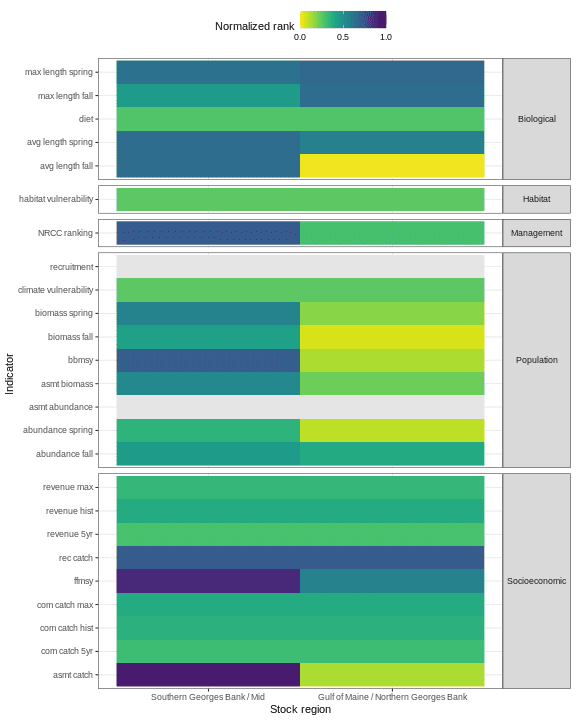 Normalized rank
0.0 0.5 1.0
max length spring
max length fall
diet
avg length spring
avg length fall
Biological
habitat vulnerability
Habitat
NRCC ranking
Management
recruitment
climate vulnerability
biomass spring
biomass fall
bbmsy
asmt biomass
asmt abundance
abundance spring
abundance fall
Population
revenue max
revenue hist
revenue 5yr
rec catch
ffmsy
com catch max
com catch hist
com catch 5yr
asmt catch
Socioeconomic
Indicator
Southern Georges Bank / Mid Gulf of Maine / Northern Georges Bank
Stock region